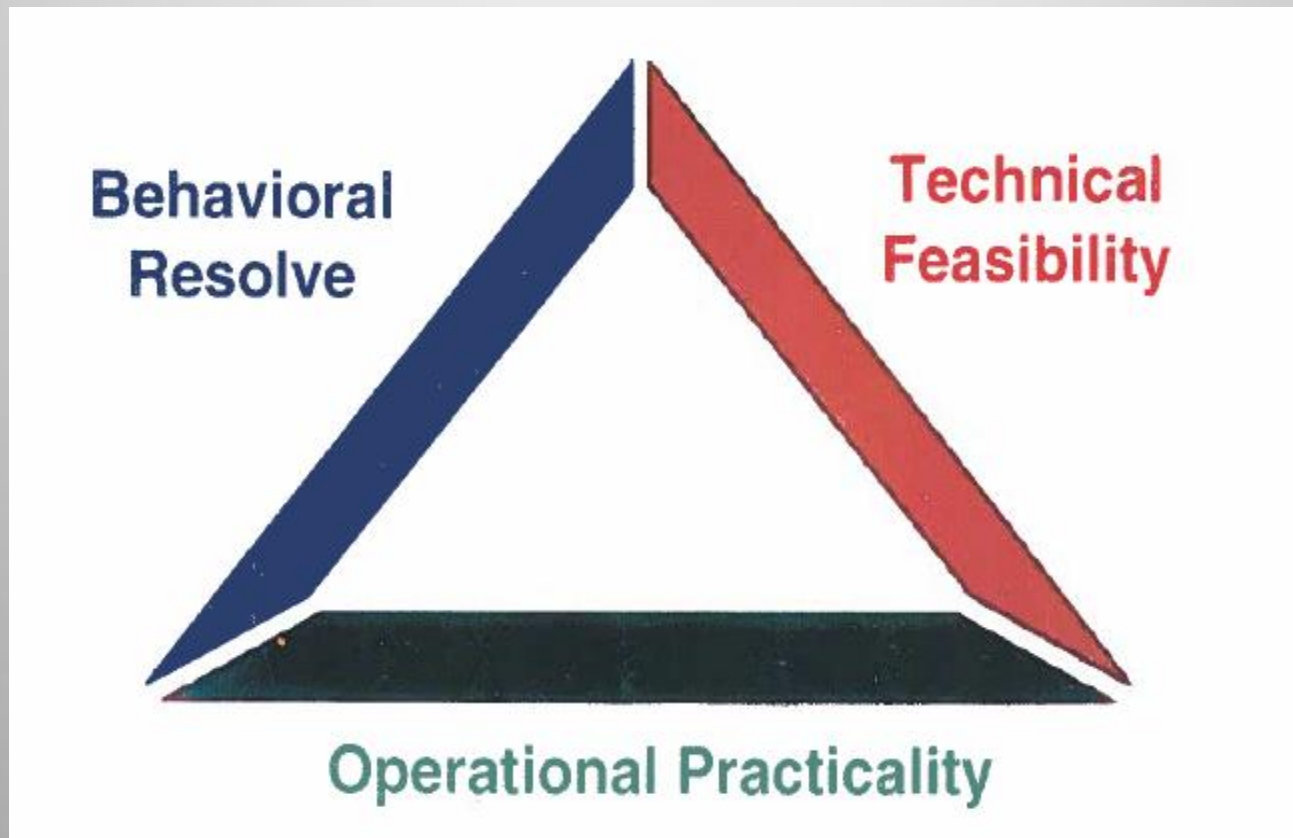 Behavioral
Resolve
Technical
Feasibility
Operational Practicality